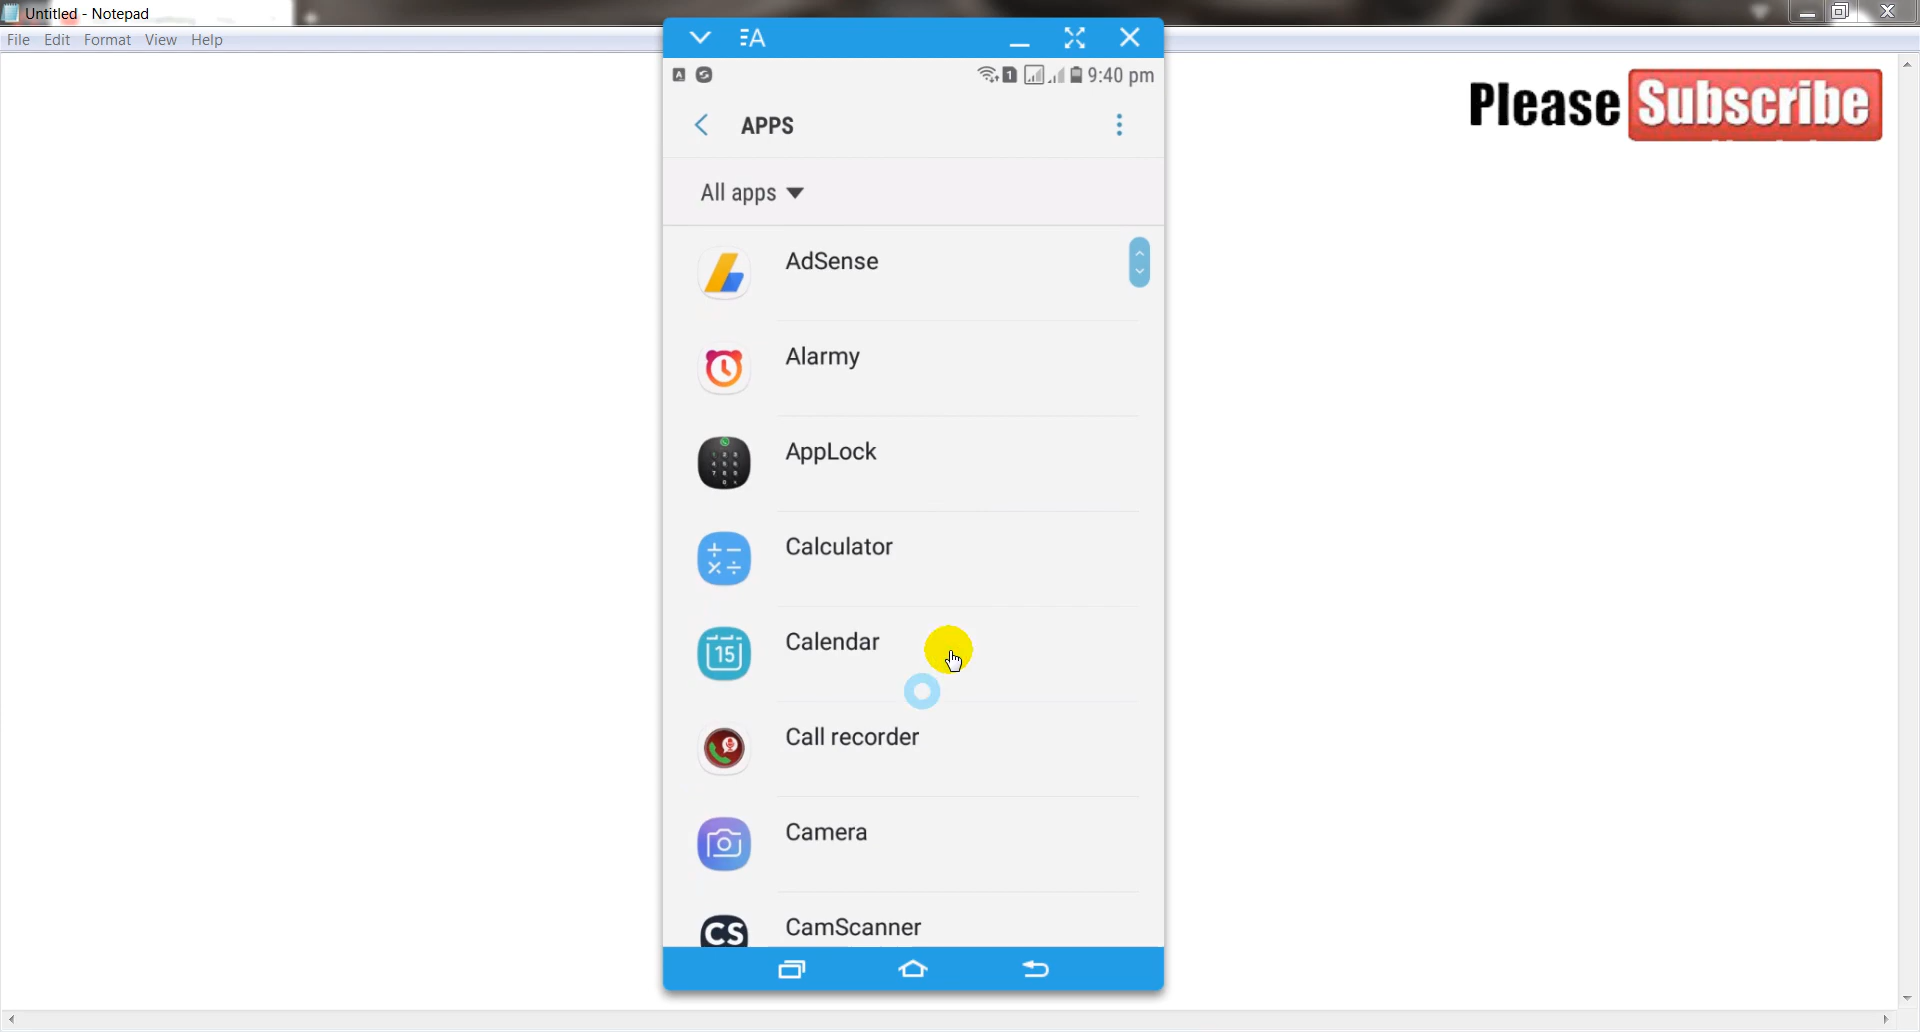 Untitled - Notepad
File Edit Format View Help
9:40 pm
APPS
All apps
AdSense
Alarmy
AppLock
Calculator
15
Calendar
Call recorder
Camera
CS
CamScanner
Please Subscribe